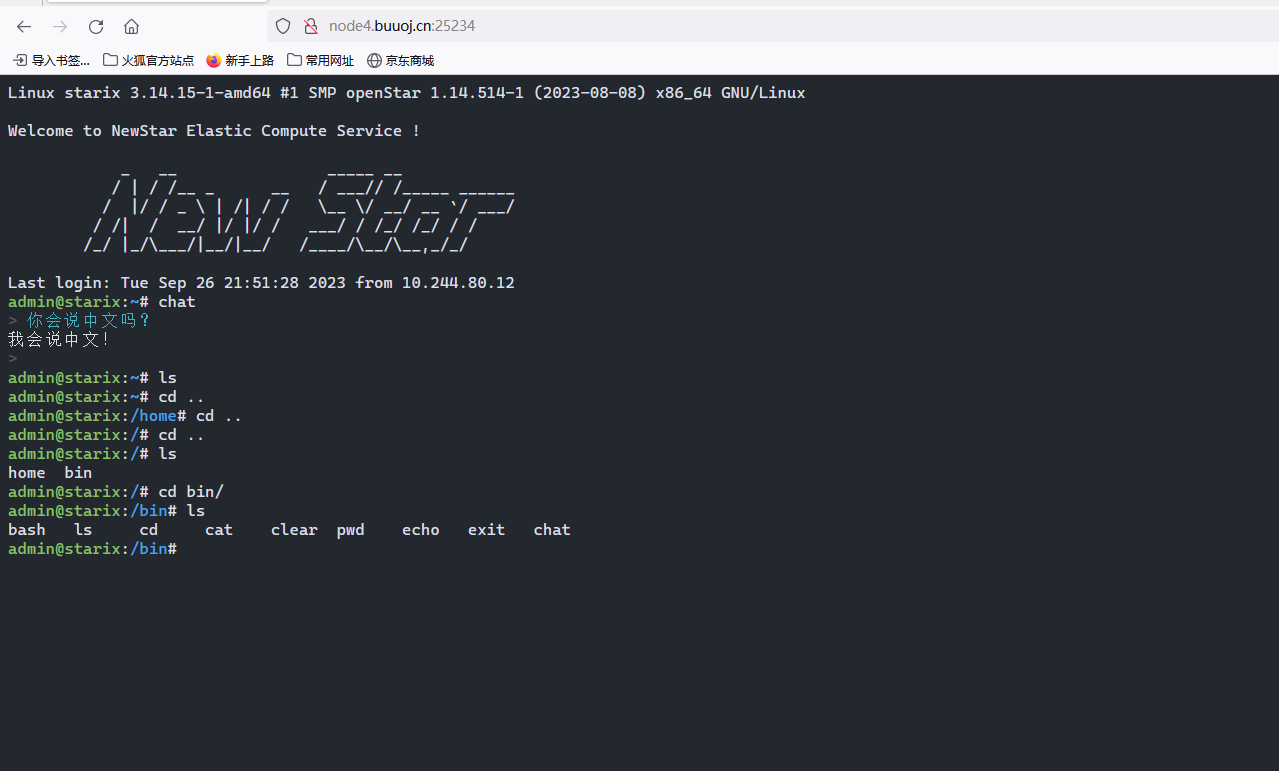 node4.buuoj.cn:25234
导入书签... 火狐官方站点 新手上路 常用网址 京东商城
Linux starix 3.14.15-1-amd64 #1 SMP openStar 1.14.514-1 (2023-08-08) x86_64 GNU/Linux
Welcome to NewStar Elastic Compute Service !
New Star
Last login: Tue Sep 26 21:51:28 2023 from 10.244.80.12
admin@starix:~# chat
> 你会说中文吗？
我会说中文！
>
admin@starix:~# ls
admin@starix:~# cd ..
admin@starix:/home# cd ..
admin@starix:/# cd ..
admin@starix:/# ls
home bin
admin@starix:/# cd bin/
admin@starix:/bin# ls
bash ls cd cat clear pwd echo exit chat
admin@starix:/bin#